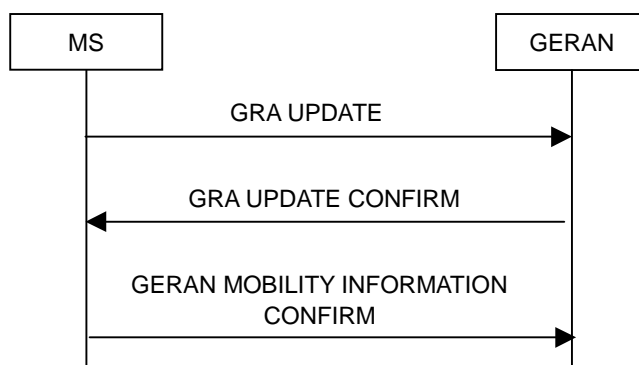 MS
GERAN
GRA UPDATE
GRA UPDATE CONFIRM
GERAN MOBILITY INFORMATION
CONFIRM